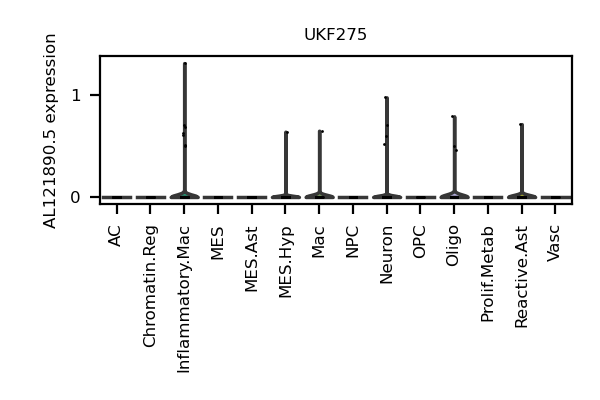 UKF275
AL121890.5 expression
1
0
AC
Chromatin.Reg
Inflammatory.Mac
MES
MES.Ast
MES.Hyp
Mac
NPC
Neuron
OPC
Oligo
Prolif.Metab
Reactive.Ast
Vasc